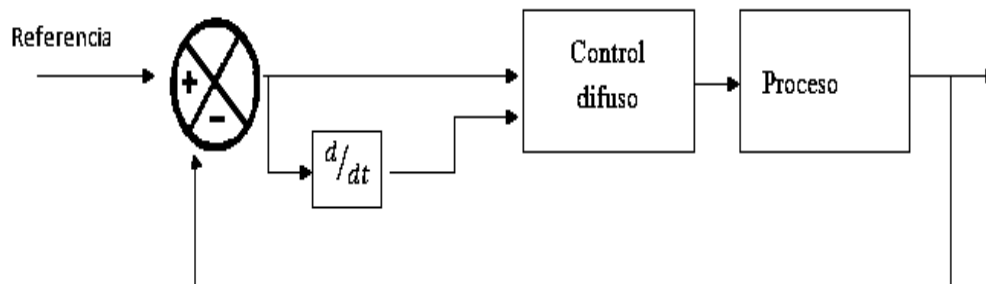 Referencia
+
−
d/dt
Control
difuso
Proceso